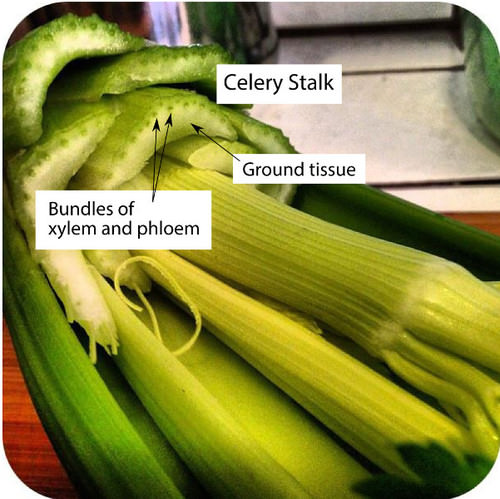 Celery Stalk
Ground tissue
Bundles of
xylem and phloem